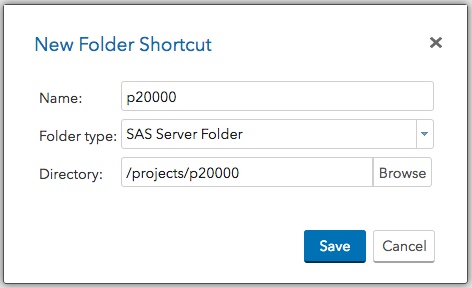 New Folder Shortcut
Name: p20000
Folder type: SAS Server Folder
Directory: /projects/p20000 Browse
Save Cancel